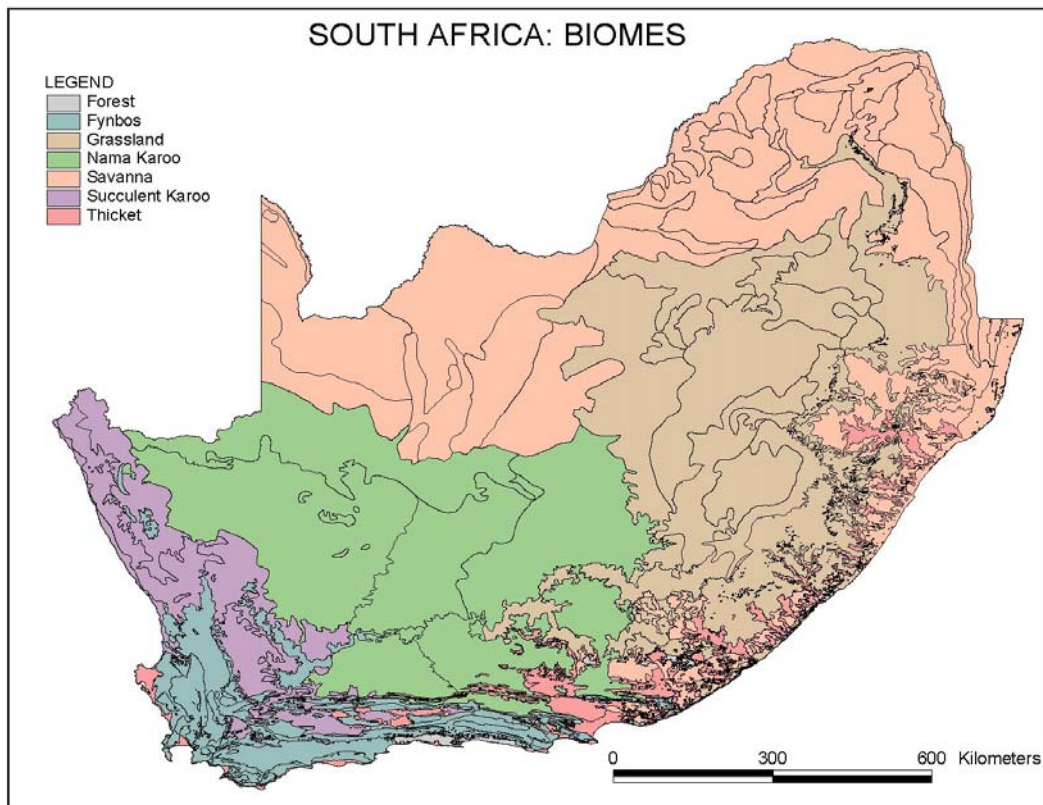 SOUTH AFRICA: BIOMES
LEGEND
Forest
Fynbos
Grassland
Nama Karoo
Savanna
Succulent Karoo
Thicket
0 300 600 Kilometers